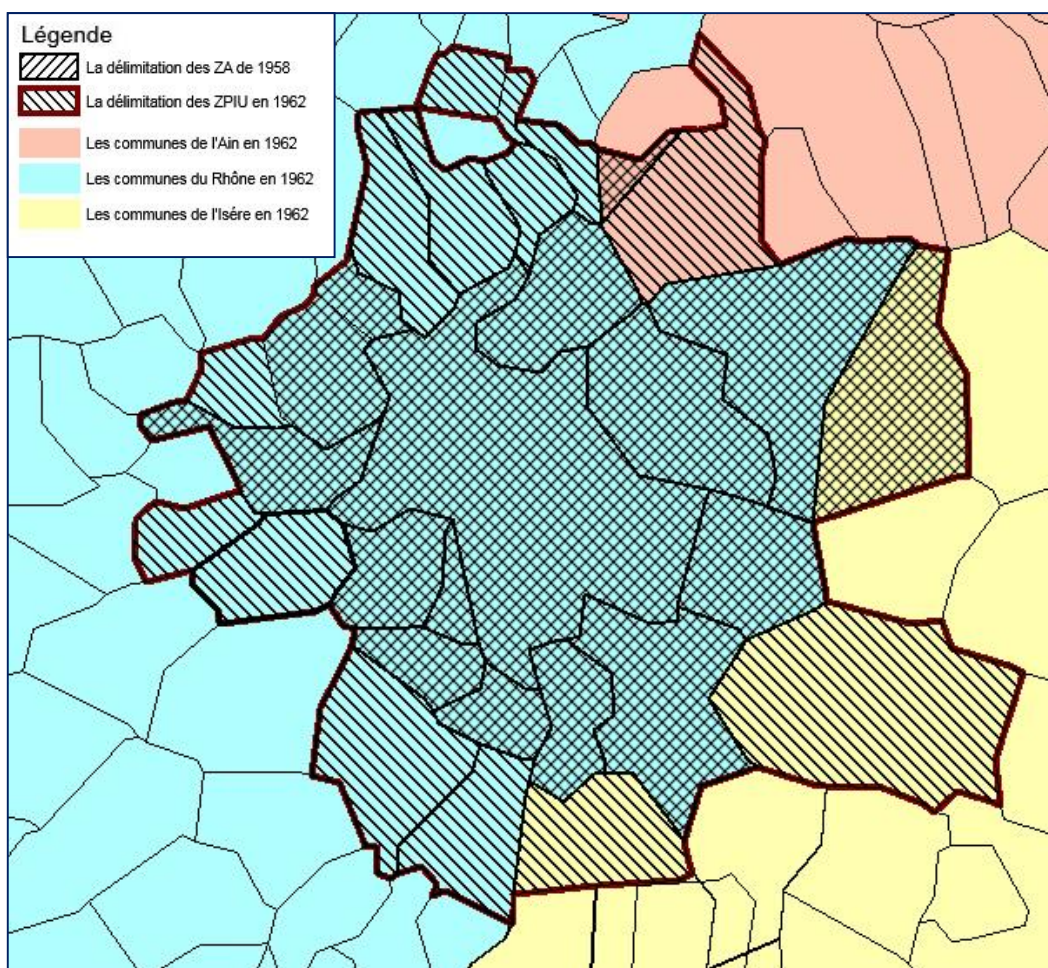 Légende
La délimitation des ZA de 1958
La délimitation des ZPIU en 1962
Les communes de l'Ain en 1962
Les communes du Rhône en 1962
Les communes de l'Isére en 1962